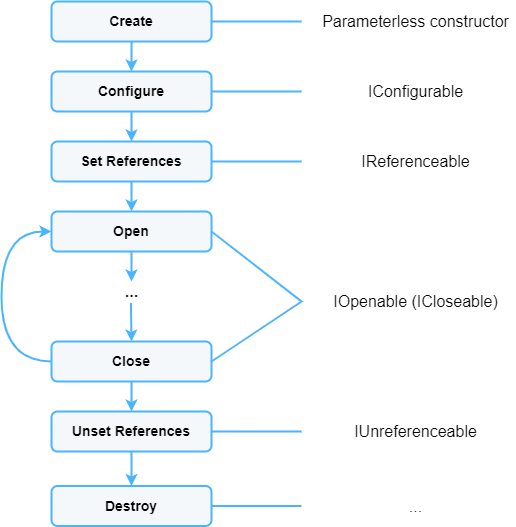 Create
Parameterless constructor
Configure
IConfigurable
Set References
IReferenceable
Open
...
IOpenable (ICloseable)
Close
Unset References
IUnreferenceable
Destroy
...